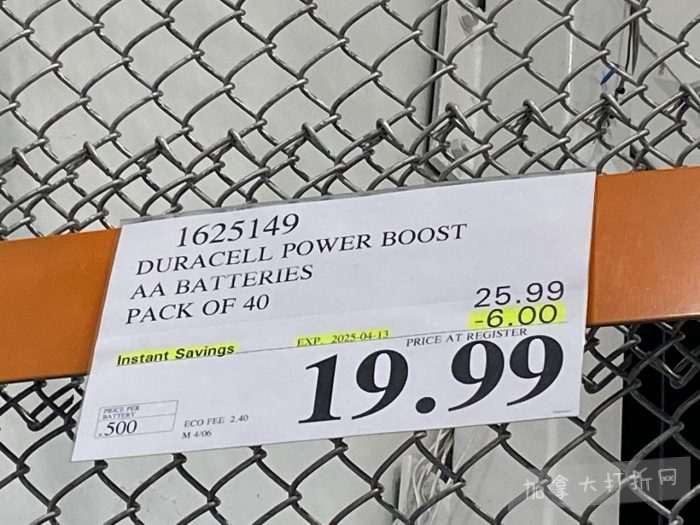 1625149
DURACELL POWER BOOST
AA BATTERIES
PACK OF 40
25.99
-6.00
Instant Savings
EXP. 2025-04-13
PRICE AT REGISTER
19.99
PRICE PER
BATTERY
.500
ECO FEE 2.40
M 4/06
加拿大打折网